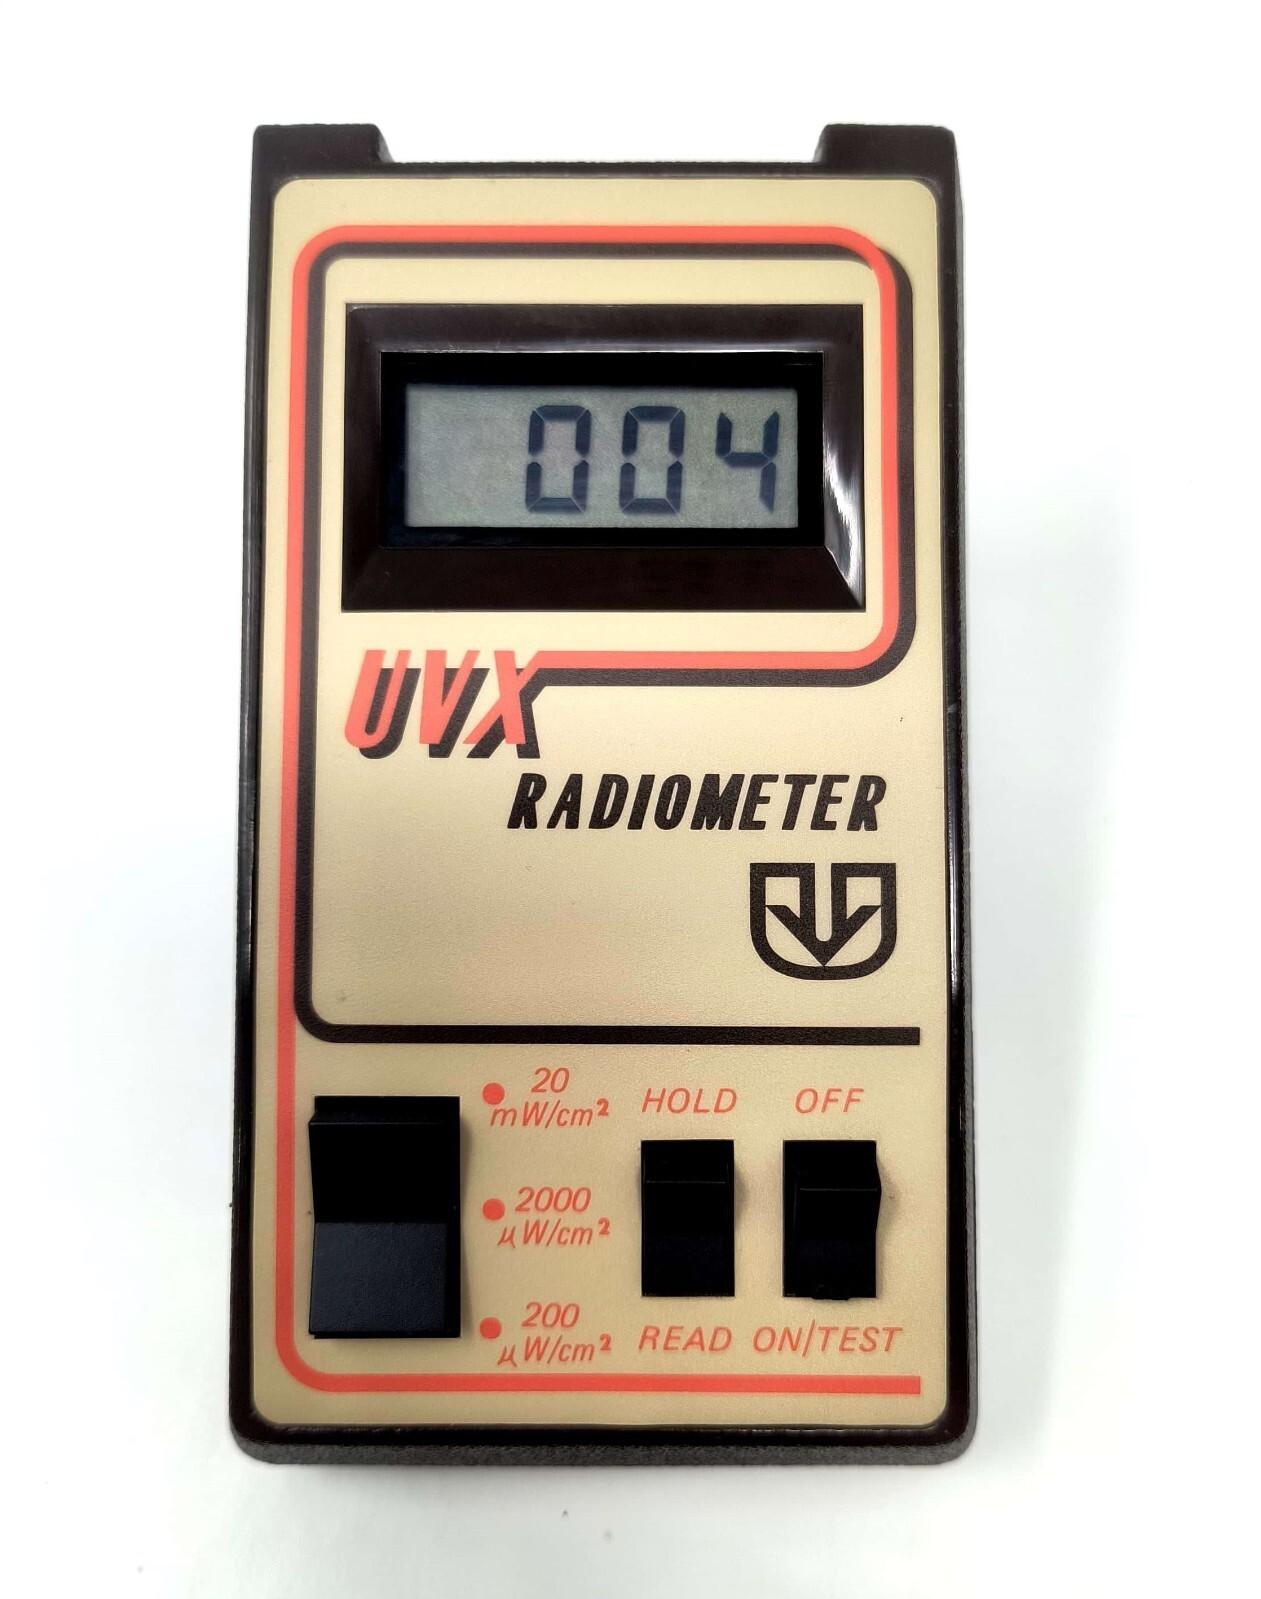 004
UVX
RADIOMETER
20
mW/cm²
HOLD
OFF
2000
μW/cm²
200
μW/cm²
READ
ON/TEST